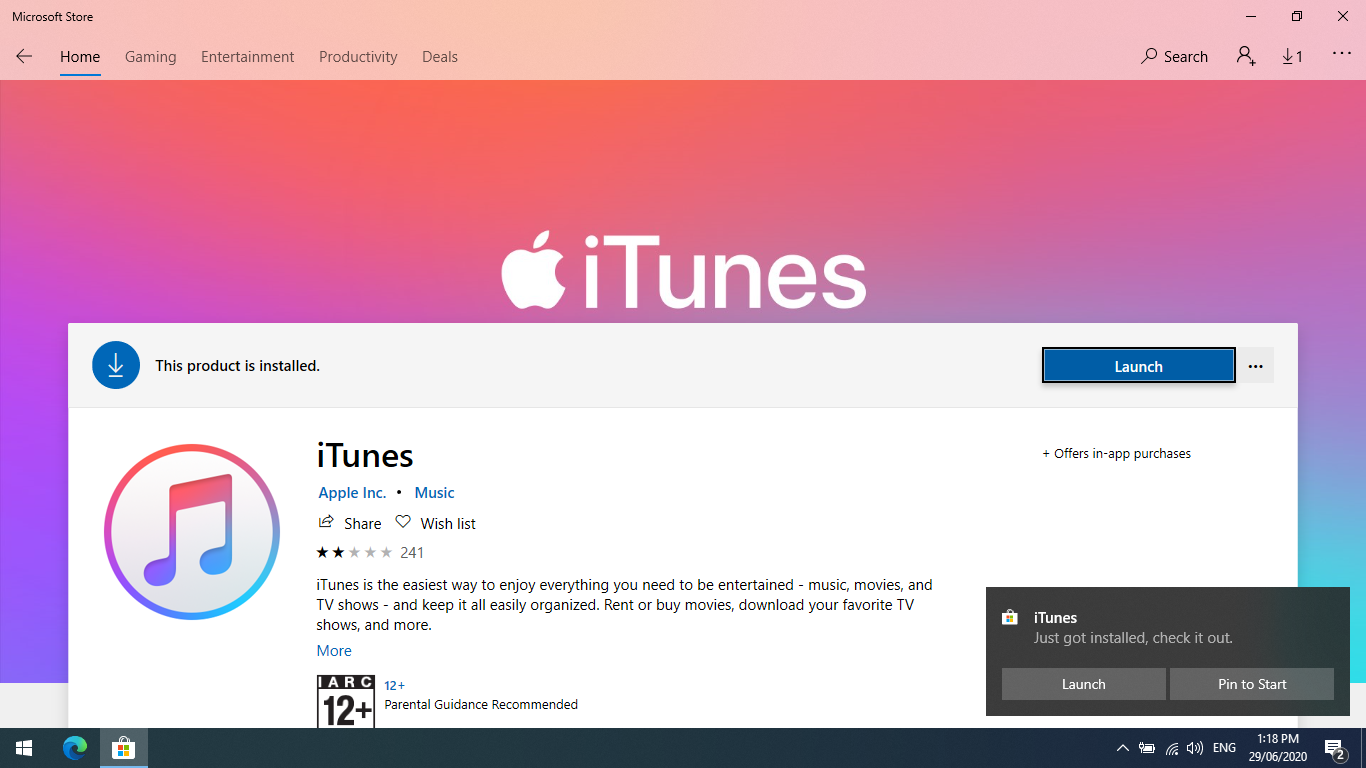 Microsoft Store
Home Gaming Entertainment Productivity Deals Search 1
iTunes
This product is installed. Launch
iTunes
+ Offers in-app purchases
Apple Inc. • Music
Share Wish list
241
iTunes is the easiest way to enjoy everything you need to be entertained - music, movies, and
TV shows - and keep it all easily organized. Rent or buy movies, download your favorite TV
shows, and more.
More
IARC
12+
12+
Parental Guidance Recommended
iTunes
Just got installed, check it out.
Launch Pin to Start
ENG
1:18 PM
29/06/2020
2